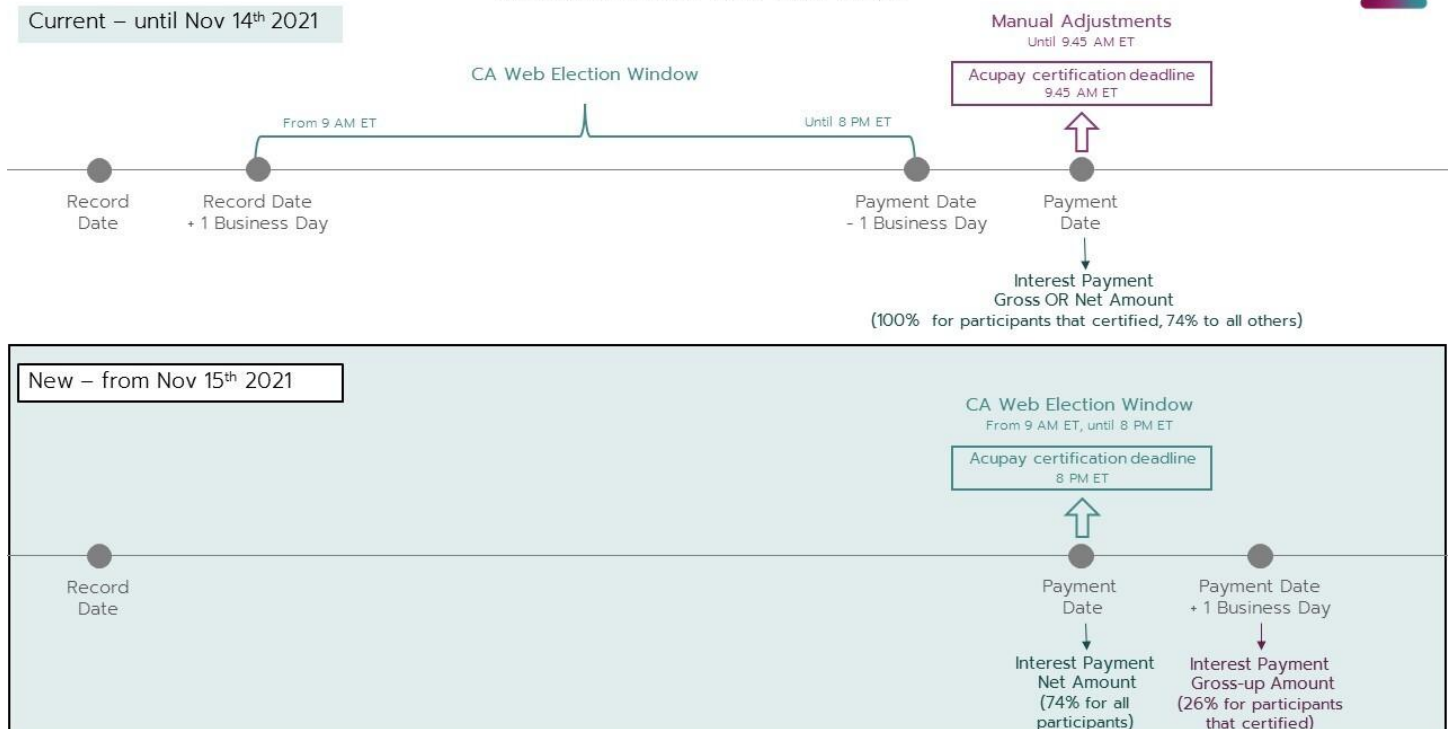 Current – until Nov 14th 2021
Manual Adjustments
Until 9.45 AM ET
Acupay certification deadline
9.45 AM ET
CA Web Election Window
From 9 AM ET
Until 8 PM ET
Record
Date
Record Date
+ 1 Business Day
Payment Date
- 1 Business Day
Payment
Date
Interest Payment
Gross OR Net Amount
(100% for participants that certified, 74% to all others)
New – from Nov 15th 2021
CA Web Election Window
From 9 AM ET, until 8 PM ET
Acupay certification deadline
8 PM ET
Record
Date
Payment
Date
Payment Date
+ 1 Business Day
Interest Payment
Net Amount
(74% for all
participants)
Interest Payment
Gross-up Amount
(26% for participants
that certified)